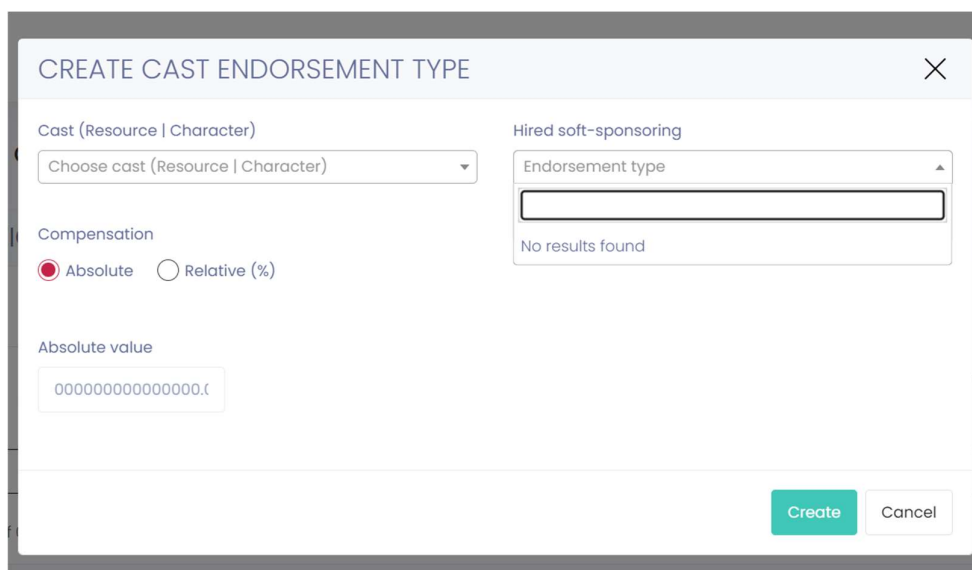 CREATE CAST ENDORSEMENT TYPE
Cast (Resource | Character)
Hired soft-sponsoring
Choose cast (Resource | Character)
Endorsement type
No results found
Compensation
Absolute
Relative (%)
Absolute value
000000000000000.(
Create
Cancel